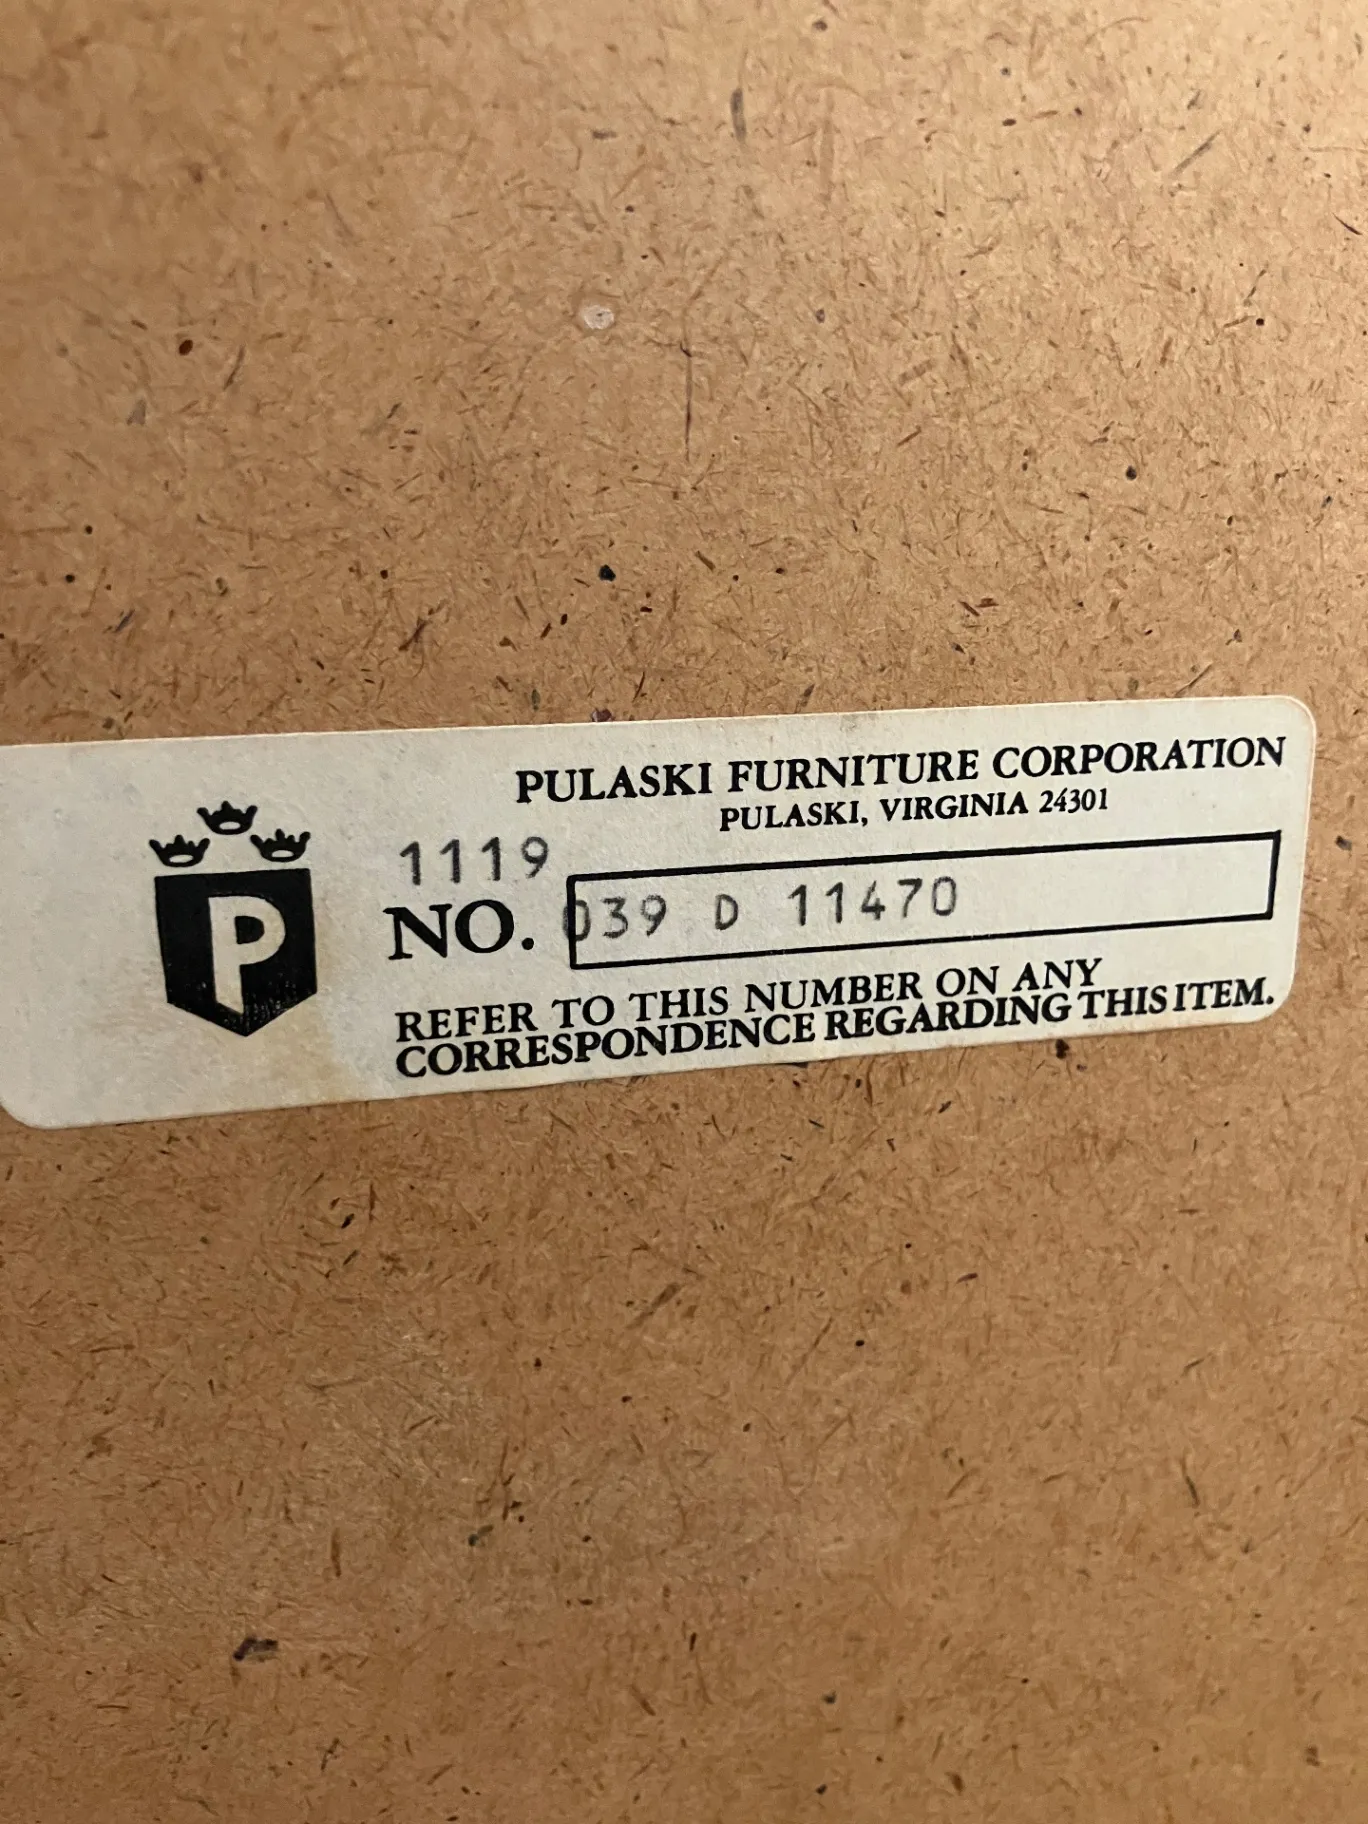 PULASKI FURNITURE CORPORATION
PULASKI, VIRGINIA 24301
1119
NO. 039 D 11470
REFER TO THIS NUMBER ON ANY
CORRESPONDENCE REGARDING THIS ITEM.
P